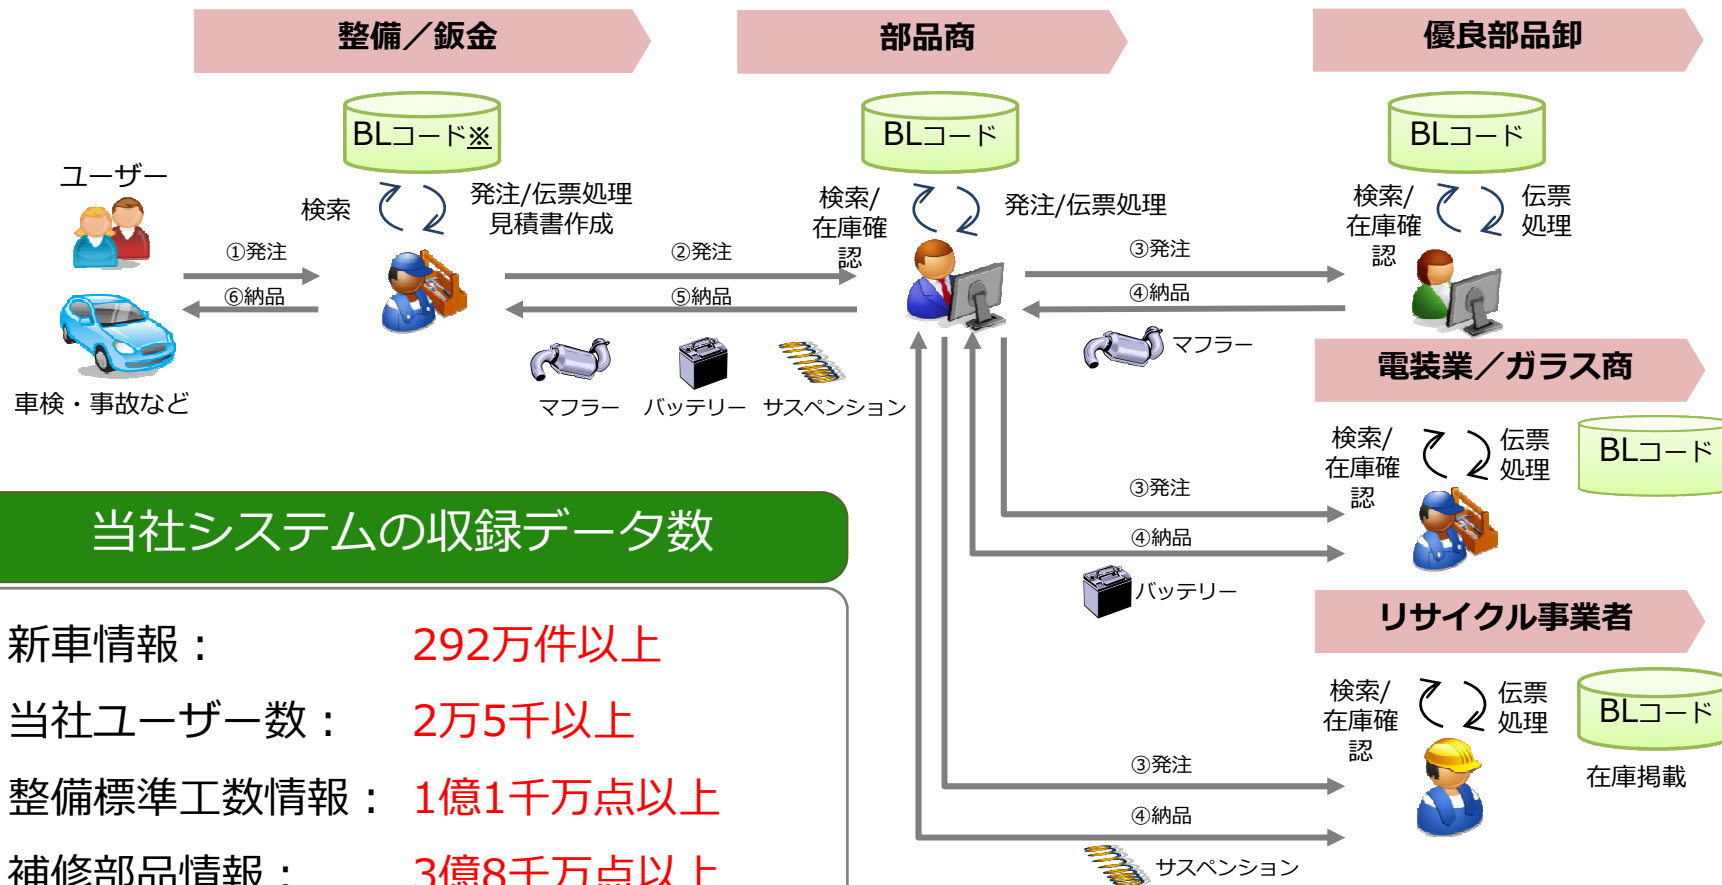 整備／鈑金
部品商
優良部品卸
BLコード※
BLコード
BLコード
ユーザー
検索
発注/伝票処理
見積書作成
検索/
在庫確
認
発注/伝票処理
検索/
在庫確
認
伝票
処理
①発注
②発注
③発注
⑥納品
⑤納品
④納品
マフラー
車検・事故など
マフラー
バッテリー
サスペンション
電装業／ガラス商
検索/
在庫確
認
伝票
処理
BLコード
③発注
④納品
バッテリー
当社システムの収録データ数
新車情報： 292万件以上
当社ユーザー数： 2万5千以上
整備標準工数情報： 1億1千万点以上
補修部品情報： 3億8千万点以上
リサイクル事業者
検索/
在庫確
認
伝票
処理
BLコード
在庫掲載
③発注
④納品
サスペンション